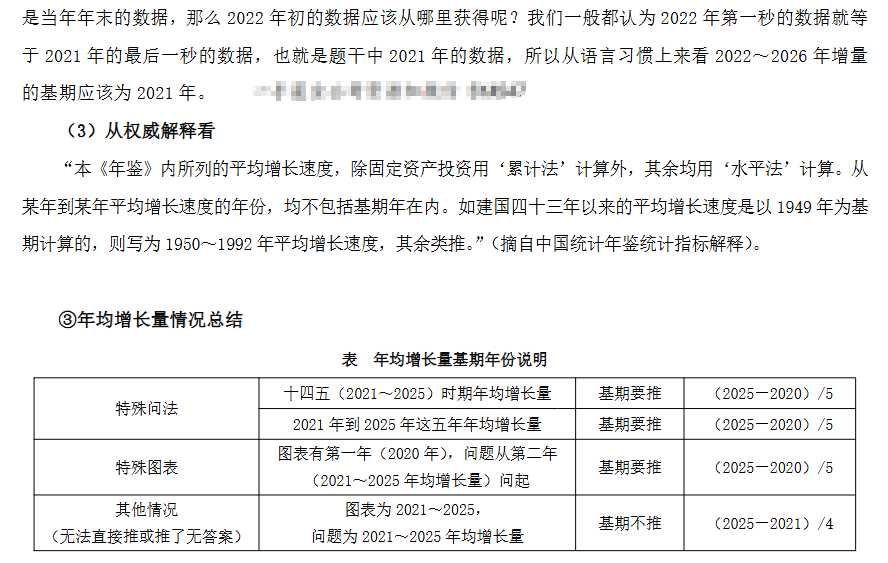 是当年年末的数据，那么 2022 年初的数据应该从哪里获得呢？我们一般都认为 2022 年第一秒的数据就等
于 2021 年的最后一秒的数据，也就是题干中 2021 年的数据，所以从语言习惯上来看 2022～2026 年增量
的基期应该为 2021 年。
（3）从权威解释看
“本《年鉴》内所列的平均增长速度，除固定资产投资用‘累计法’计算外，其余均用‘水平法’计算。从
某年到某年平均增长速度的年份，均不包括基期年在内。如建国四十三年以来的平均增长速度是以 1949 年为基
期计算的，则写为 1950～1992 年平均增长速度，其余类推。”（摘自中国统计年鉴统计指标解释）。
③年均增长量情况总结
表 年均增长量基期年份说明
特殊问法
十四五（2021～2025）时期年均增长量 基期要推 （2025－2020）/5
2021 年到 2025 年这五年年均增长量 基期要推 （2025－2020）/5
特殊图表
图表有第一年（2020 年），问题从第二年
（2021～2025 年均增长量）问起
基期要推 （2025－2020）/5
其他情况
（无法直接推或推了无答案）
图表为 2021～2025，
问题为 2021～2025 年均增长量
基期不推 （2025－2021）/4